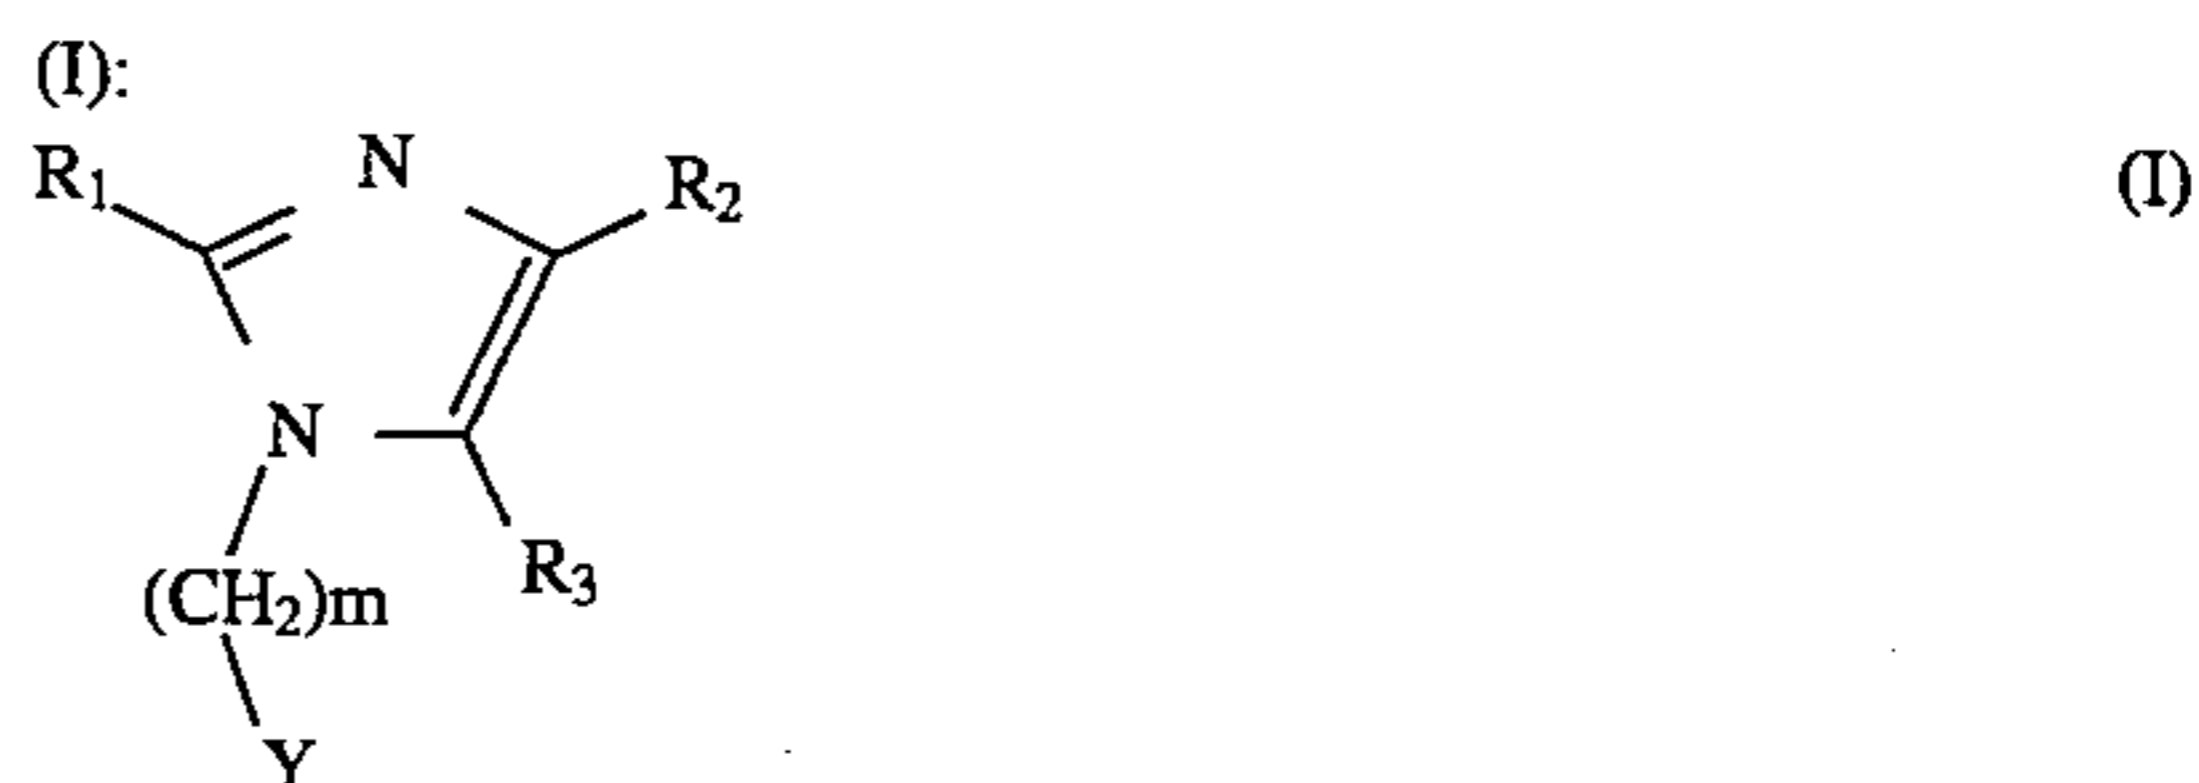 (I):
R₁ N R₂ (I)
N
R₃
(CH₂)m
Y